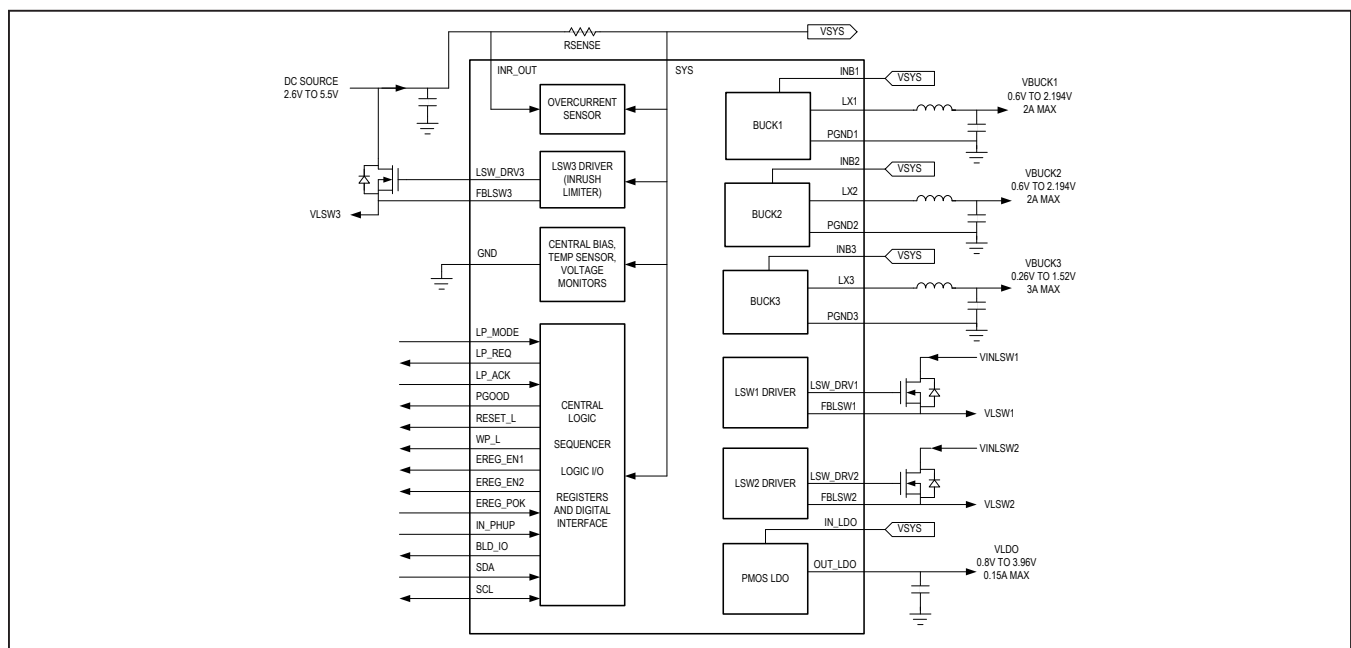 VSYS
RSENSE
INR_OUT
SYS
DC SOURCE
2.6V TO 5.5V
OVERCURRENT
SENSOR
LSW3 DRIVER
(INRUSH
LIMITER)
LSW_DRV3
FBLSW3
VLSW3
GND
CENTRAL BIAS,
TEMP SENSOR,
VOLTAGE
MONITORS
LP_MODE
LP_REQ
LP_ACK
PGOOD
RESET_L
WP_L
EREG_EN1
EREG_EN2
EREG_POK
IN_PHUP
BLD_IO
SDA
SCL
CENTRAL
LOGIC
SEQUENCER
LOGIC I/O
REGISTERS
AND DIGITAL
INTERFACE
INB1
VSYS
BUCK1
LX1
PGND1
VBUCK1
0.6V TO 2.194V
2A MAX
INB2
VSYS
BUCK2
LX2
PGND2
VBUCK2
0.6V TO 2.194V
2A MAX
INB3
VSYS
BUCK3
LX3
PGND3
VBUCK3
0.26V TO 1.52V
3A MAX
LSW1 DRIVER
LSW_DRV1
FBLSW1
VINLSW1
VLSW1
LSW2 DRIVER
LSW_DRV2
FBLSW2
VINLSW2
VLSW2
IN_LDO
VSYS
PMOS LDO
OUT_LDO
VLDO
0.8V TO 3.96V
0.15A MAX